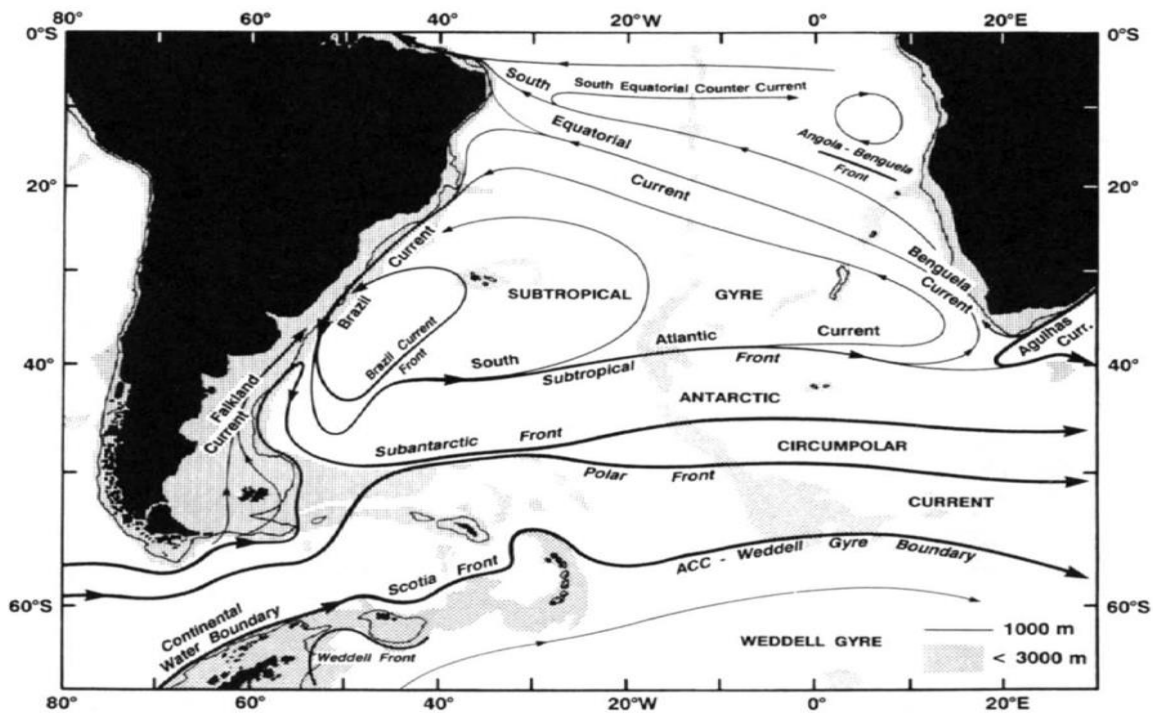 80° 60° 40° 20°W 0° 20°E
0°S 0°S
South
South Equatorial Counter Current
Equatorial
Angola - Benguela
Front
20° 20°
Current
Current
Benguela
Current
Brazil
SUBTROPICAL GYRE
Brazil Current
Front
Agulhas
Curr.
South Atlantic Current
Subtropical Front
40° 40°
Falkland
Current
ANTARCTIC
Subantarctic Front
CIRCUMPOLAR
Polar Front
CURRENT
ACC - Weddell Gyre Boundary
Scotia Front
60°S 60°S
Continental
Water Boundary
Weddell Front
WEDDELL GYRE
1000 m
< 3000 m
80° 60° 40° 20°W 0° 20°E